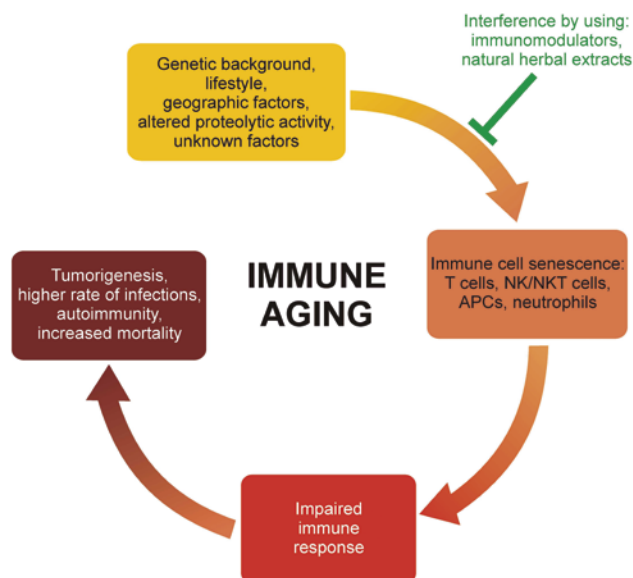 Interference by using:
immunomodulators,
natural herbal extracts
Genetic background,
lifestyle,
geographic factors,
altered proteolytic activity,
unknown factors
Immune cell senescence:
T cells, NK/NKT cells,
APCs, neutrophils
IMMUNE
AGING
Tumorigenesis,
higher rate of infections,
autoimmunity,
increased mortality
Impaired
immune
response